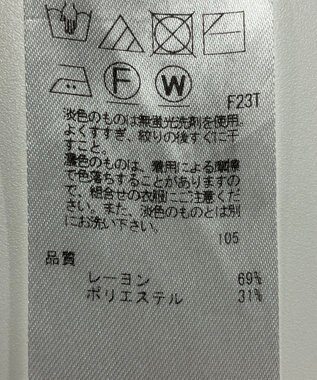 F W
F23T
淡色のものは無蛍光洗剤を使用。
よくすすぎ、絞りの後すぐに干
すこと。
濃色のものは、着用による摩擦
で色落ちすることがありますの
で、組合せの衣服にご注意くだ
さい。また、淡色のものとは別
にお洗い下さい。
105
品質
レーヨン 69%
ポリエステル 31%